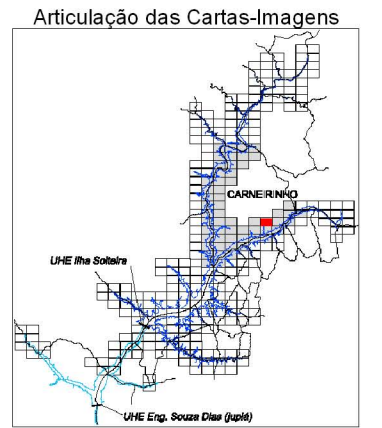 Articulação das Cartas-Imagens
CARNEIRINHO
UHE Ilha Solteira
UHE Eng. Souza Dias (jupiá)